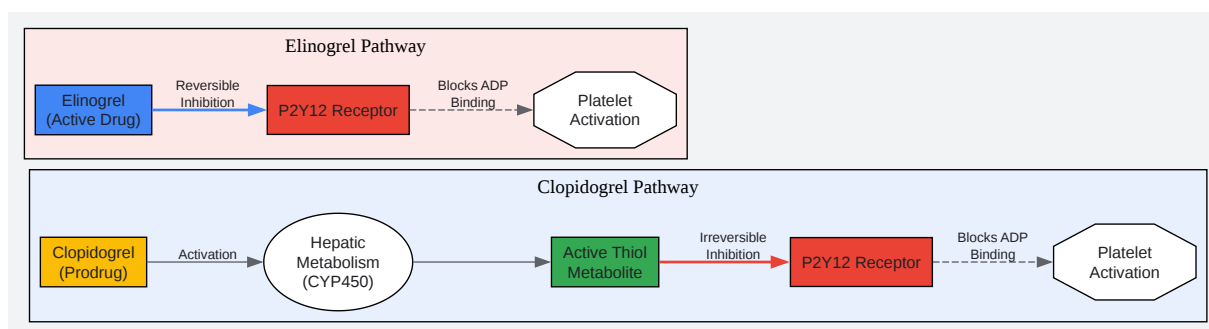 Elinogrel Pathway
Elinogrel
(Active Drug)
Reversible
Inhibition
P2Y12 Receptor
Blocks ADP
Binding
Platelet
Activation
Clopidogrel Pathway
Clopidogrel
(Prodrug)
Activation
Hepatic
Metabolism
(CYP450)
Active Thiol
Metabolite
Irreversible
Inhibition
P2Y12 Receptor
Blocks ADP
Binding
Platelet
Activation